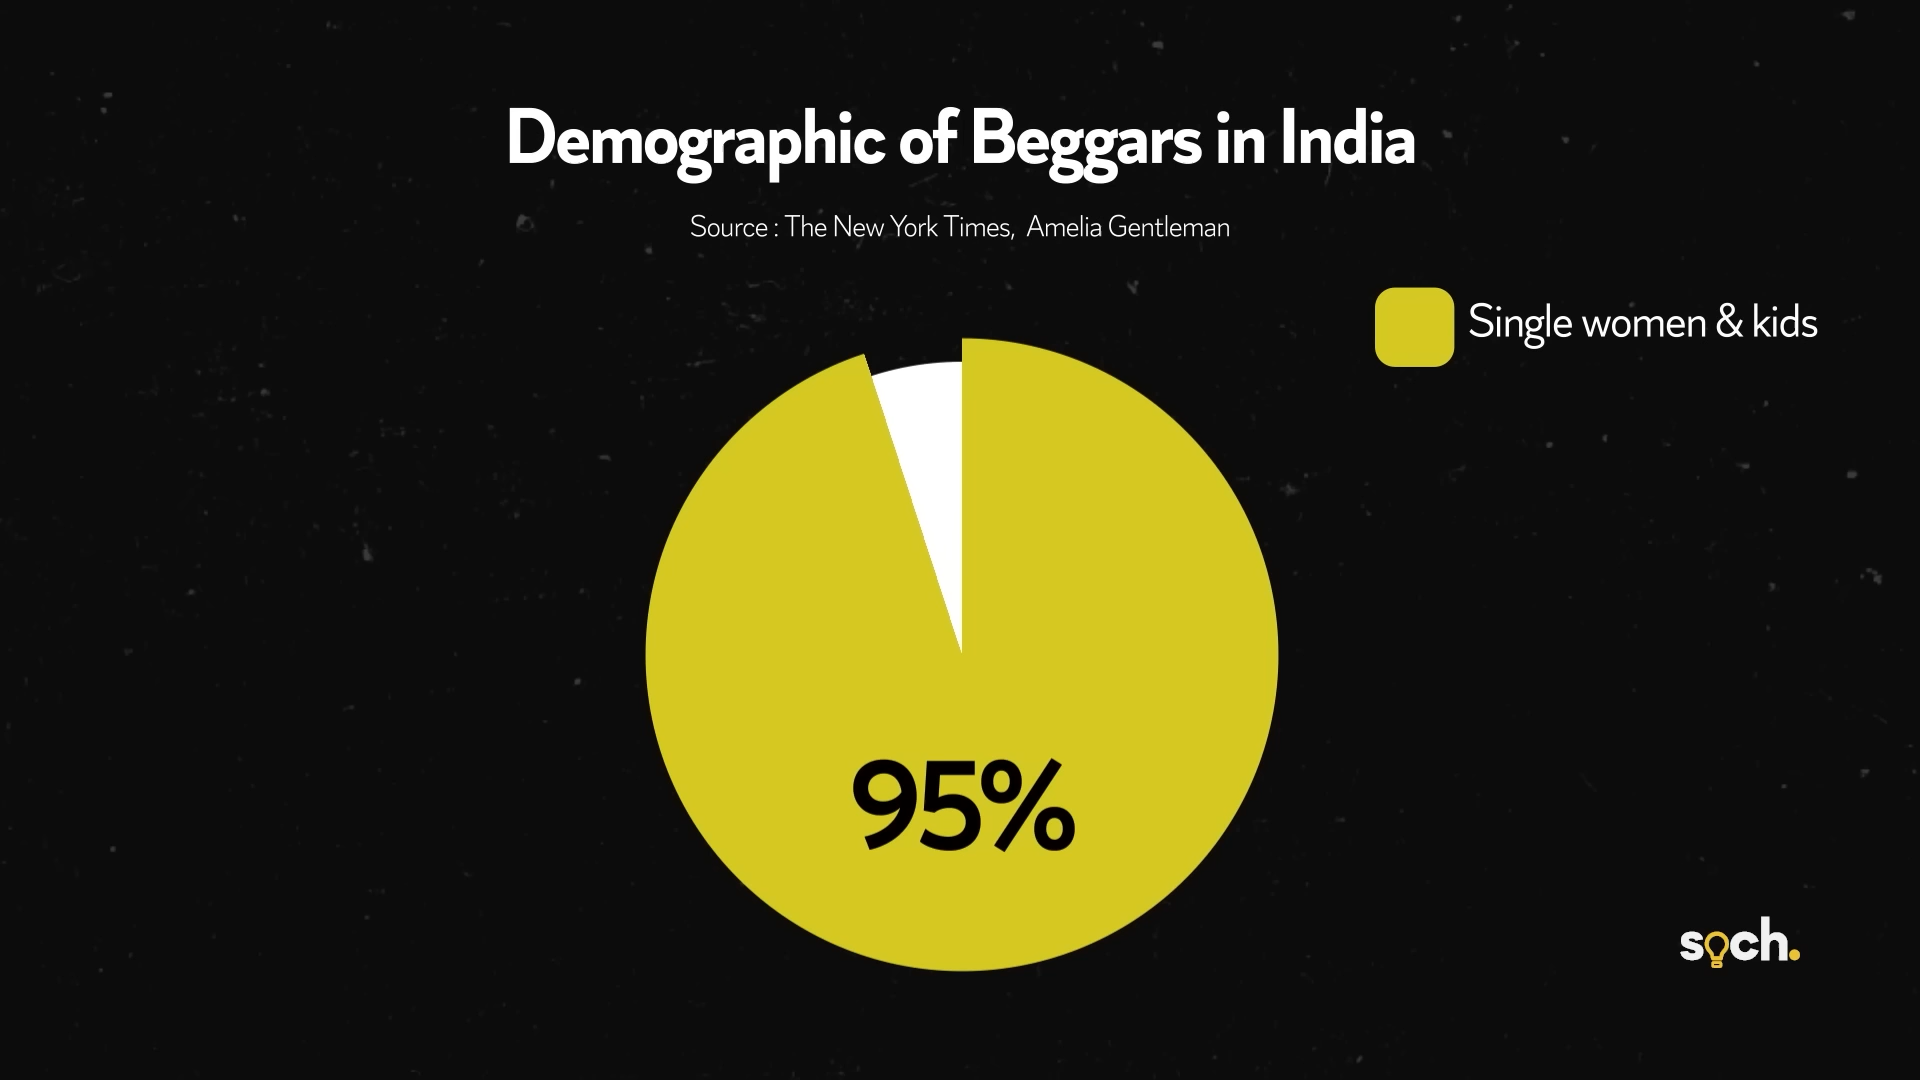 Demographic of Beggars in India
Source : The New York Times, Amelia Gentleman
Single women & kids
95%
soch.